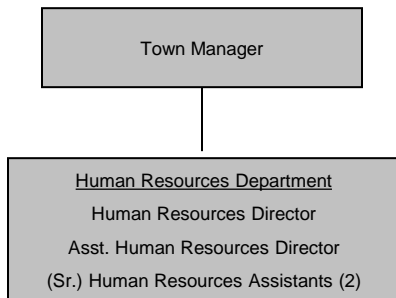 Town Manager
Human Resources Department
Human Resources Director
Asst. Human Resources Director
(Sr.) Human Resources Assistants (2)